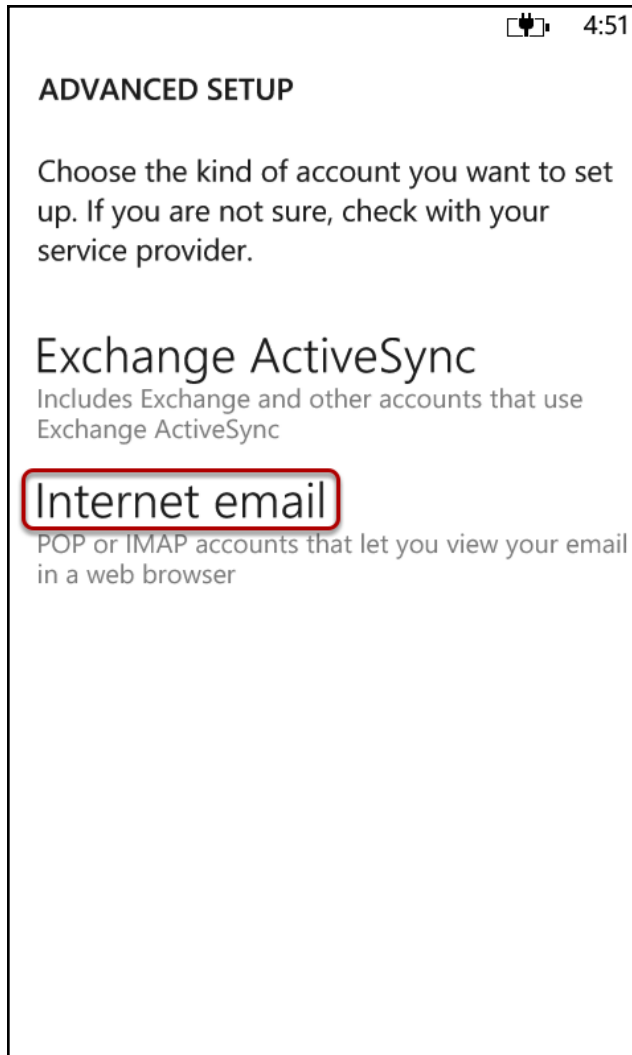 4:51
ADVANCED SETUP
Choose the kind of account you want to set
up. If you are not sure, check with your
service provider.
Exchange ActiveSync
Includes Exchange and other accounts that use
Exchange ActiveSync
Internet email
POP or IMAP accounts that let you view your email
in a web browser